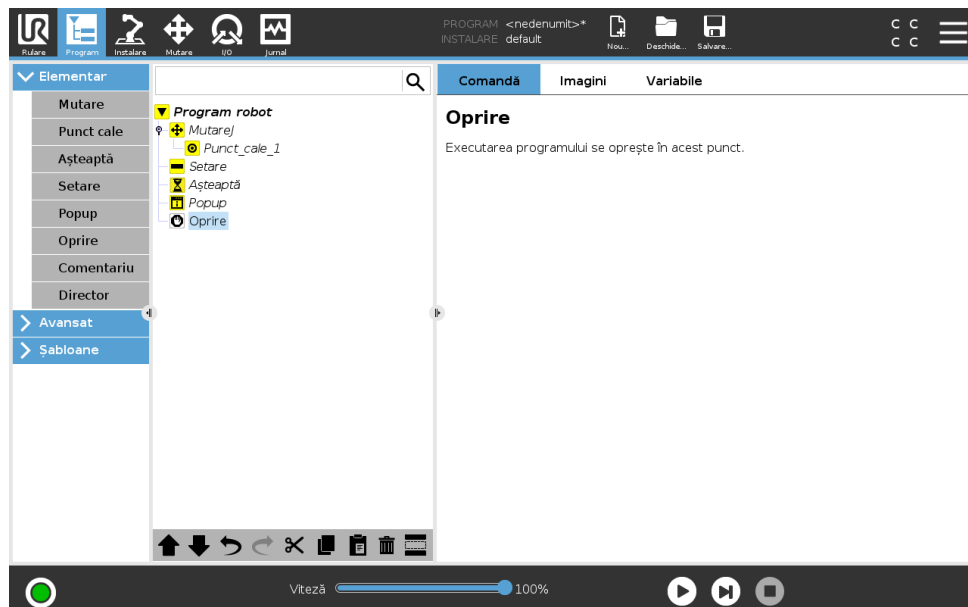 UR
Rulare Program Instalare Mutare I/O Jurnal
PROGRAM <nedenumit>*
INSTALARE default
Nou... Deschide... Salvare...
C C
C C
Elementar
Mutare
Punct cale
Așteaptă
Setare
Popup
Oprire
Comentariu
Director
Avansat
Șabloane
Program robot
MutareJ
Punct_cale_1
Setare
Așteaptă
Popup
Oprire
Comandă Imagini Variabile
Oprire
Executarea programului se oprește în acest punct.
Viteză 100%